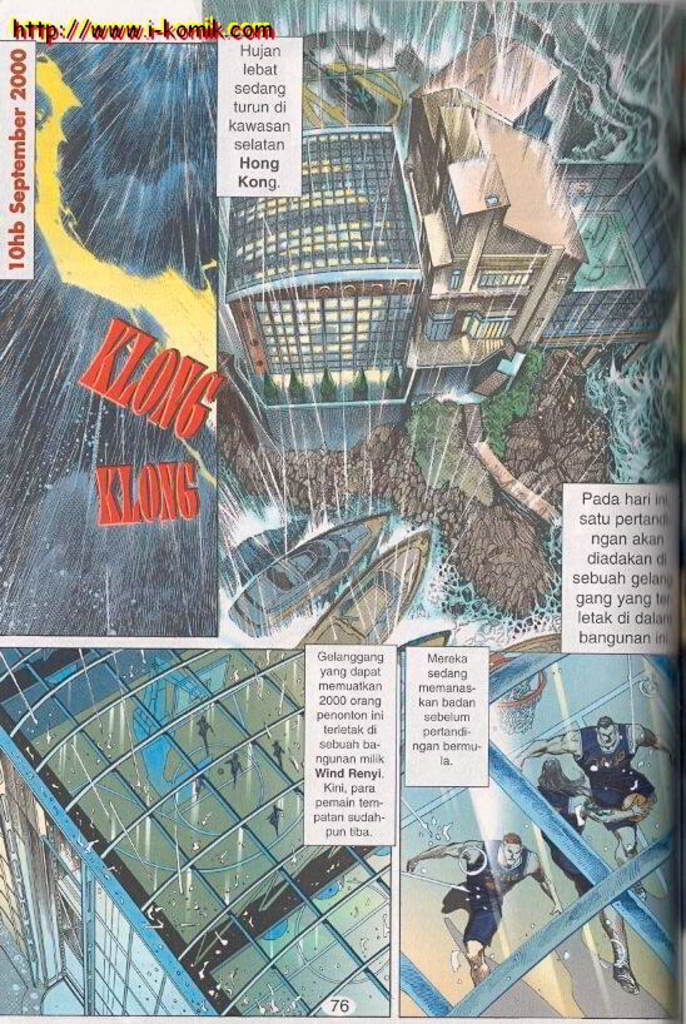 http://www.i-komik.com
10hb September 2000
Hujan
lebat
sedang
turun di
kawasan
selatan
Hong
Kong.
KLONG
KLONG
Pada hari ini
satu pertandi
ngan akan
diadakan di
sebuah gelang
gang yang ter
letak di dalam
bangunan ini.
Gelanggang
yang dapat
memuatkan
2000 orang
penonton ini
terletak di
sebuah ba-
ngunan milik
Wind Renyi.
Kini, para
pemain tem-
patan sudah-
pun tiba.
Mereka
sedang
memanas-
kan badan
sebelum
pertandi-
ngan bermu-
la.
76